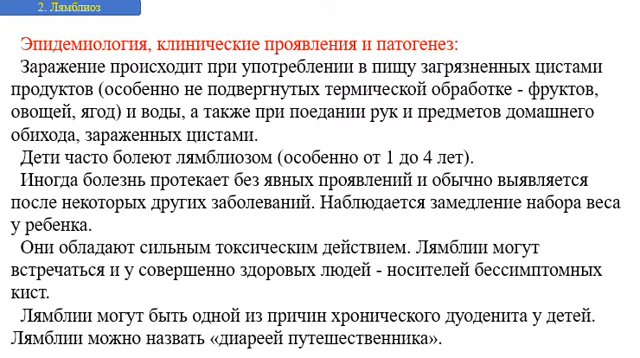 2. Лямблиоз
Эпидемиология, клинические проявления и патогенез:
Заражение происходит при употреблении в пищу загрязненных цистами
продуктов (особенно не подвергнутых термической обработке - фруктов,
овощей, ягод) и воды, а также при поедании рук и предметов домашнего
обихода, зараженных цистами.
Дети часто болеют лямблиозом (особенно от 1 до 4 лет).
Иногда болезнь протекает без явных проявлений и обычно выявляется
после некоторых других заболеваний. Наблюдается замедление набора веса
у ребенка.
Они обладают сильным токсическим действием. Лямблии могут
встречаться и у совершенно здоровых людей - носителей бессимптомных
кист.
Лямблии могут быть одной из причин хронического дуоденита у детей.
Лямблии можно назвать «диареей путешественника».